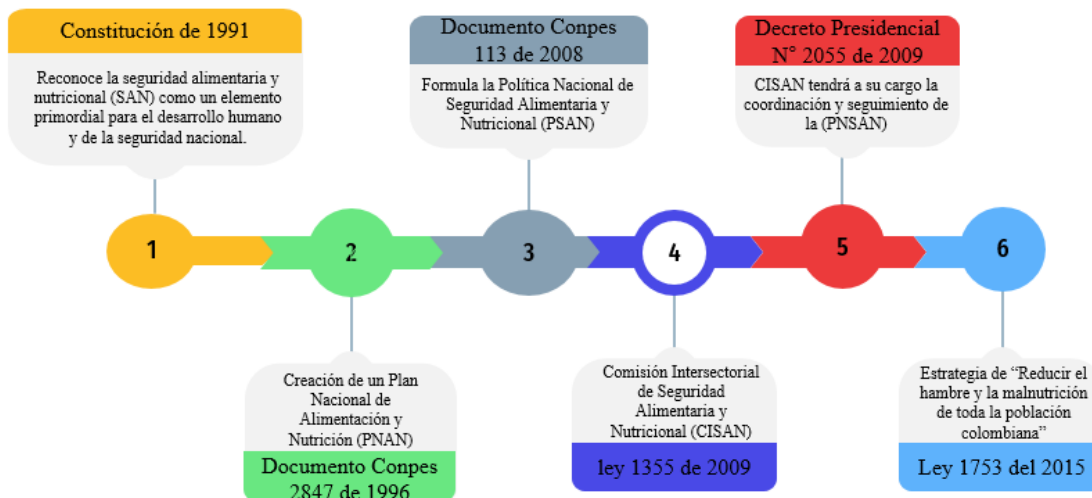 Constitución de 1991
Reconoce la seguridad alimentaria y
nutricional (SAN) como un elemento
primordial para el desarrollo humano
y de la seguridad nacional.
Documento Conpes
113 de 2008
Formula la Política Nacional de
Seguridad Alimentaria y
Nutricional (PSAN)
Decreto Presidencial
N° 2055 de 2009
CISAN tendrá a su cargo la
coordinación y seguimiento de
la (PNSAN)
1
2
3
4
5
6
Creación de un Plan
Nacional de
Alimentación y
Nutrición (PNAN)
Documento Conpes
2847 de 1996
Comisión Intersectorial
de Seguridad
Alimentaria y
Nutricional (CISAN)
ley 1355 de 2009
Estrategia de “Reducir el
hambre y la malnutrición
de toda la población
colombiana”
Ley 1753 del 2015